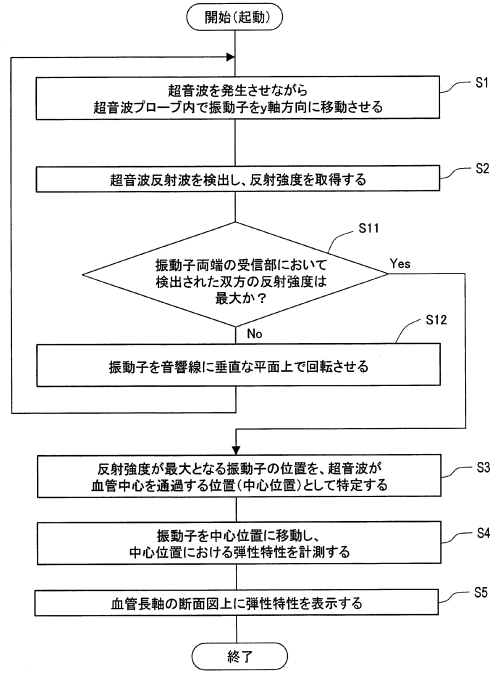 開始(起動)
超音波を発生させながら
超音波プローブ内で振動子をy軸方向に移動させる
S1
超音波反射波を検出し、反射強度を取得する
S2
振動子両端の受信部において
検出された双方の反射強度は
最大か？
S11
Yes
No
振動子を音響線に垂直な平面上で回転させる
S12
反射強度が最大となる振動子の位置を、超音波が
血管中心を通過する位置(中心位置)として特定する
S3
振動子を中心位置に移動し、
中心位置における弾性特性を計測する
S4
血管長軸の断面図上に弾性特性を表示する
S5
終了